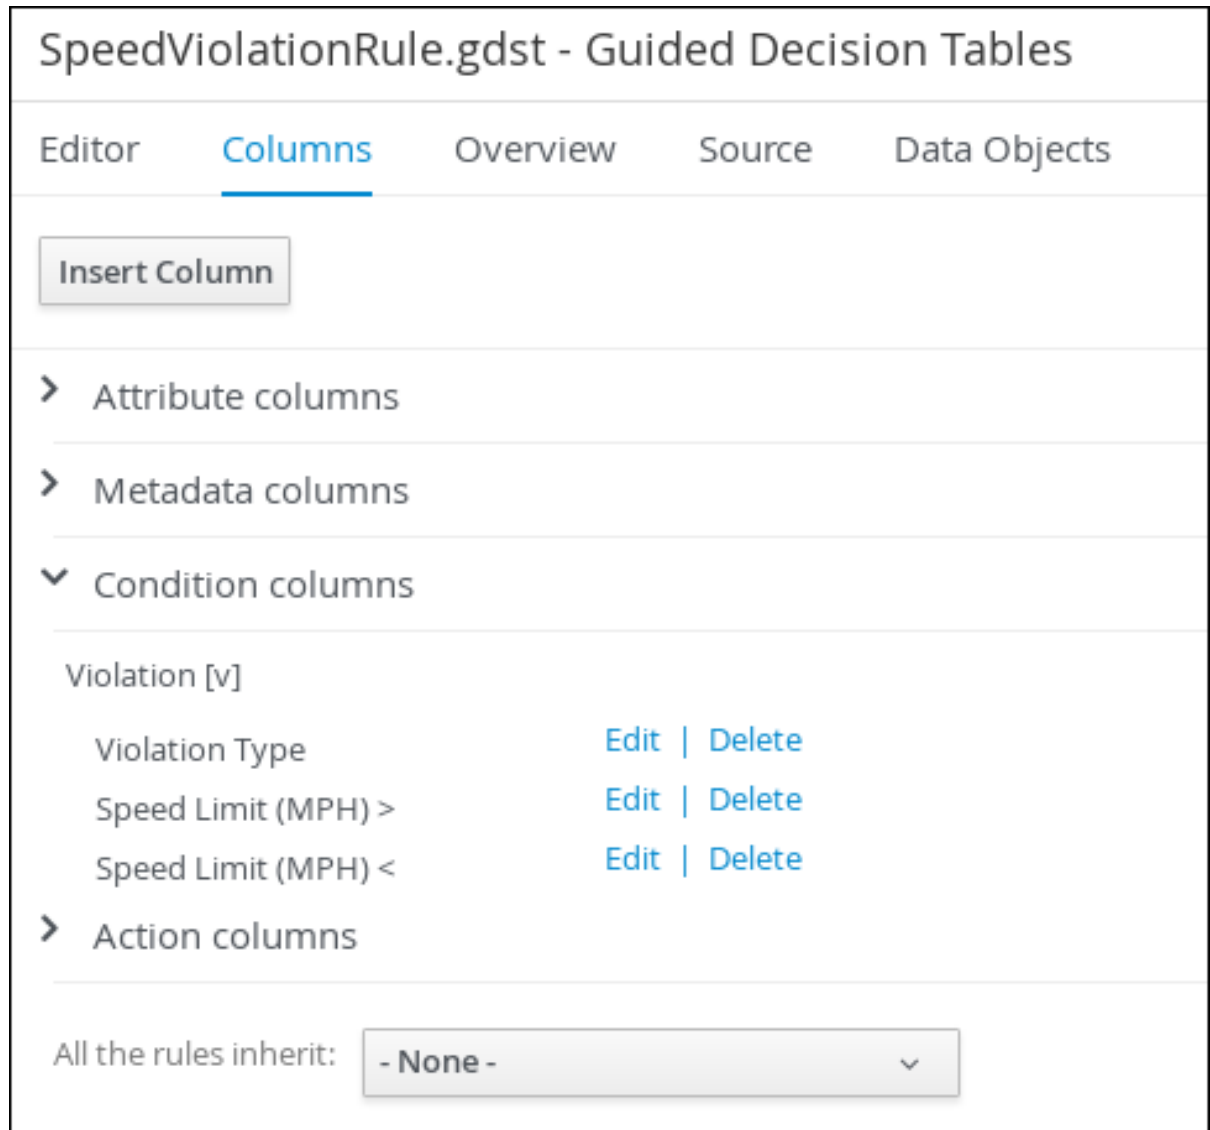 SpeedViolationRule.gdst - Guided Decision Tables
Editor Columns Overview Source Data Objects
Insert Column
Attribute columns
Metadata columns
Condition columns
Violation [v]
Violation Type Edit | Delete
Speed Limit (MPH) > Edit | Delete
Speed Limit (MPH) < Edit | Delete
Action columns
All the rules inherit: - None -